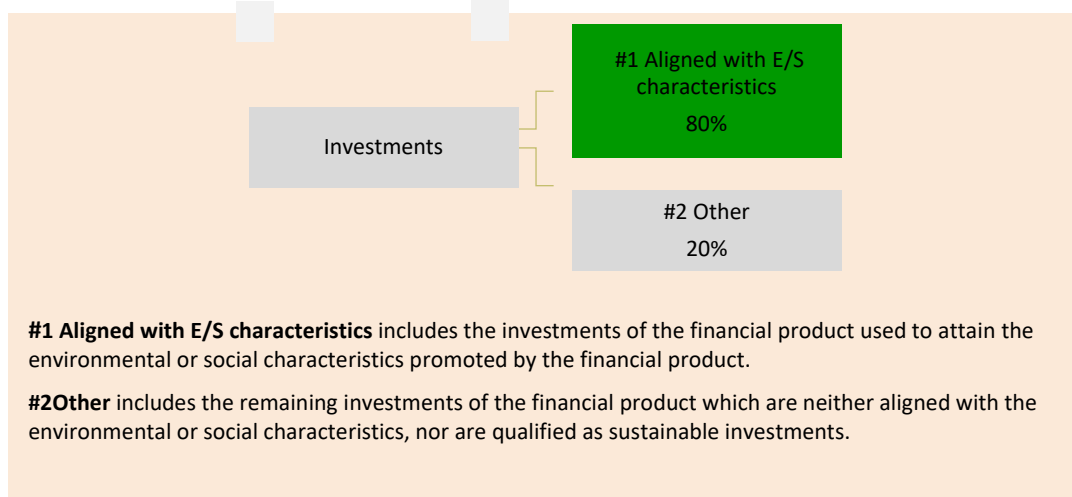 #1 Aligned with E/S
characteristics
80%
Investments
#2 Other
20%
#1 Aligned with E/S characteristics includes the investments of the financial product used to attain the
environmental or social characteristics promoted by the financial product.
#2Other includes the remaining investments of the financial product which are neither aligned with the
environmental or social characteristics, nor are qualified as sustainable investments.